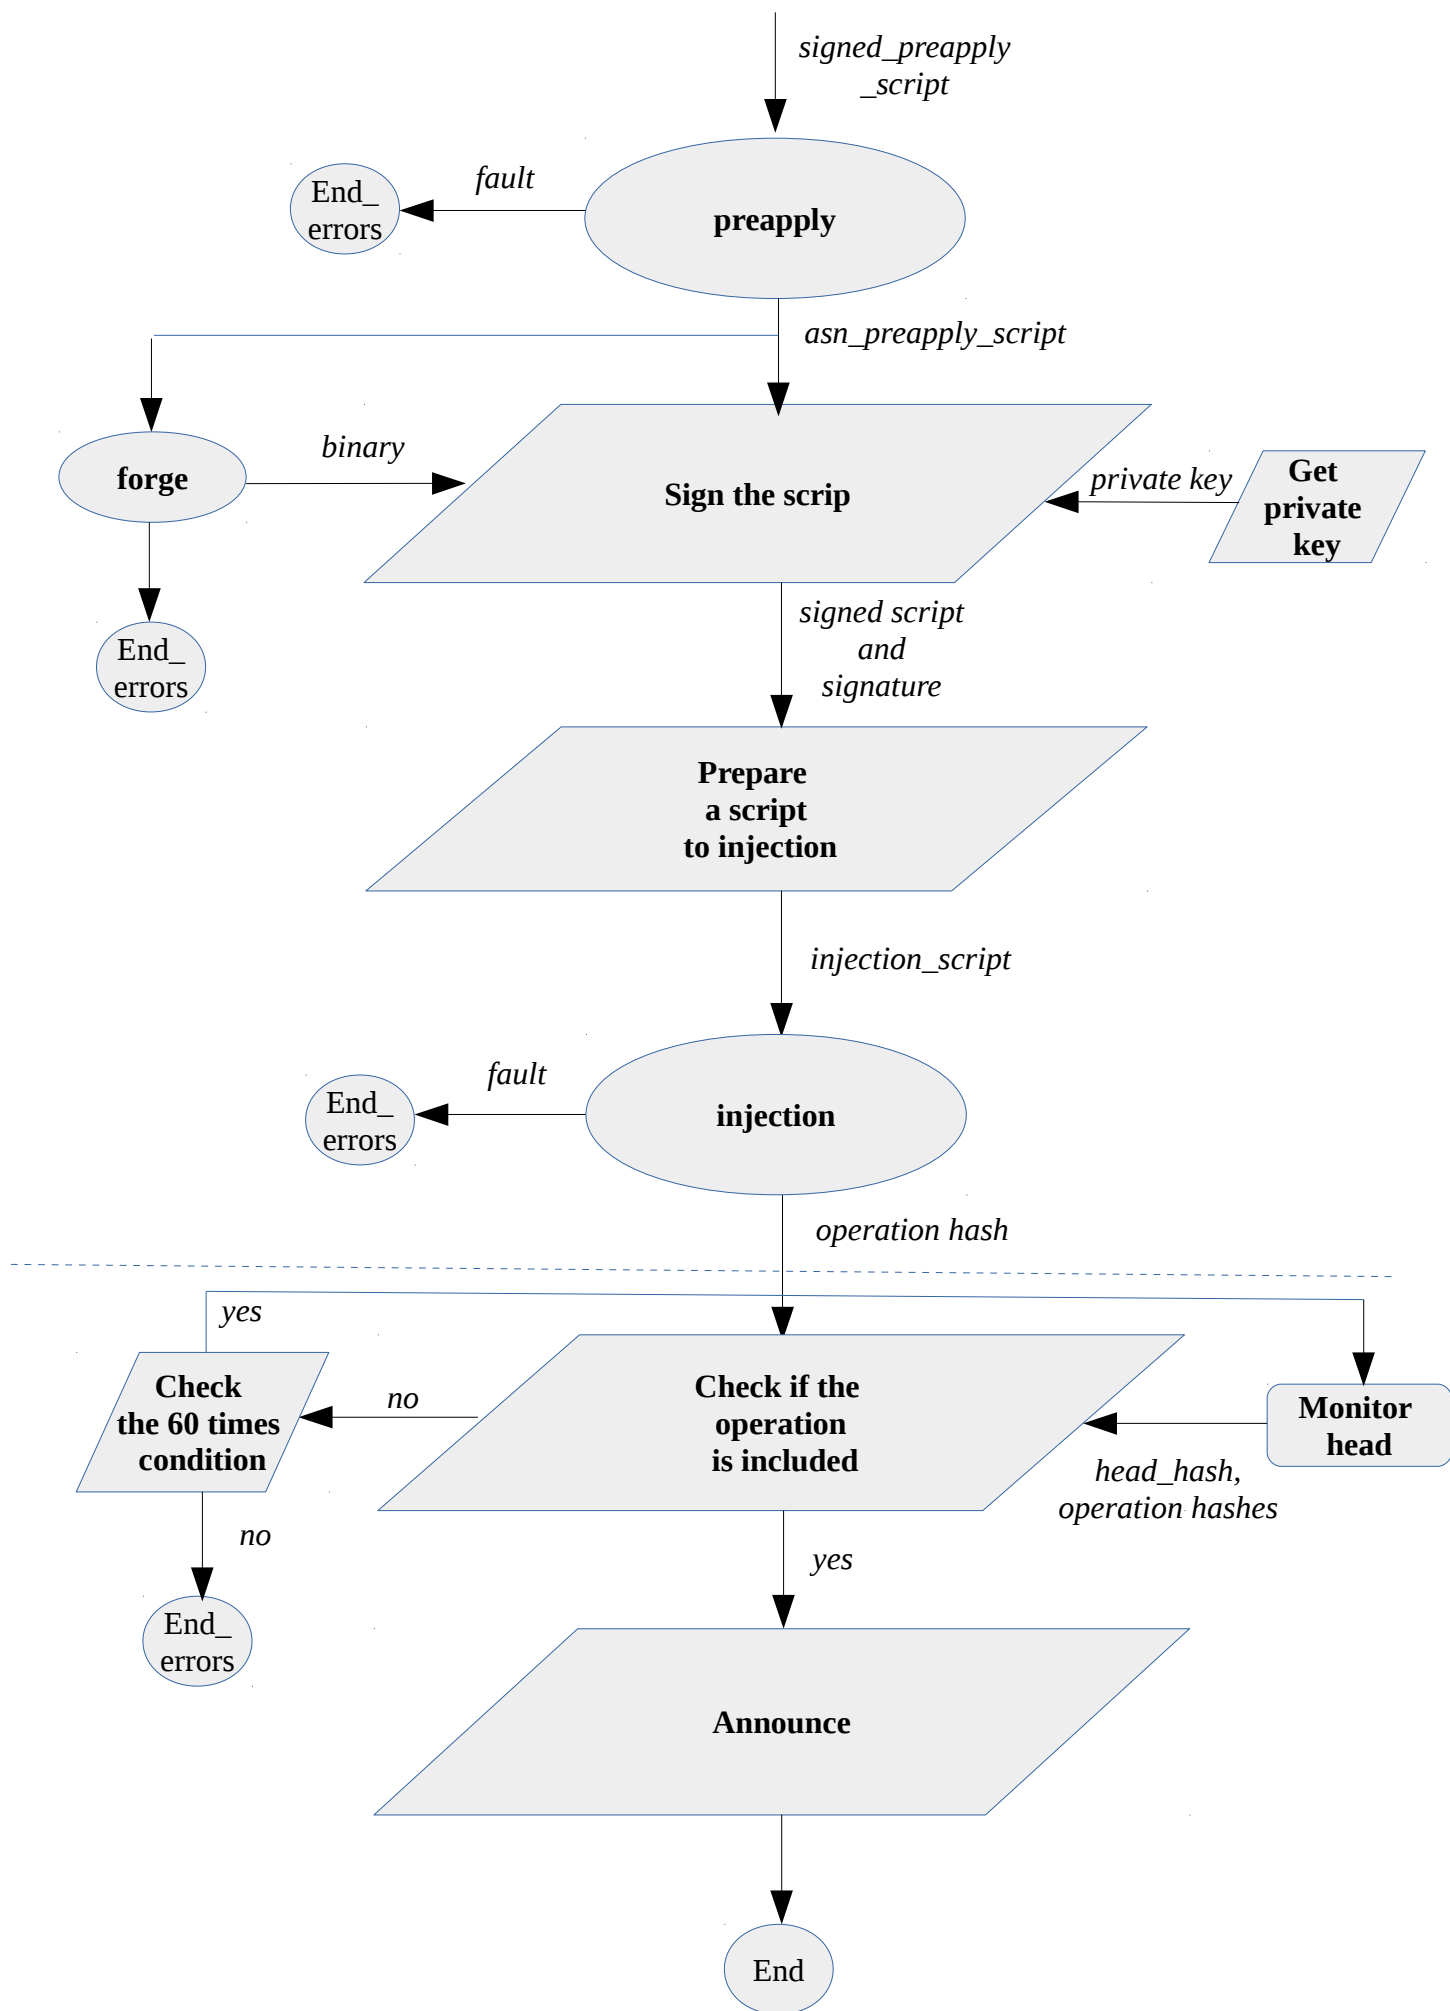 signed_preapply
_script
End_
errors
fault
preapply
asn_preapply_script
forge
binary
Sign the scrip
private key
Get
private
key
End_
errors
signed script
and
signature
Prepare
a script
to injection
injection_script
End_
errors
fault
injection
operation hash
yes
Check
the 60 times
condition
no
Check if the
operation
is included
Monitor
head
head_hash,
operation hashes
no
yes
End_
errors
Announce
End